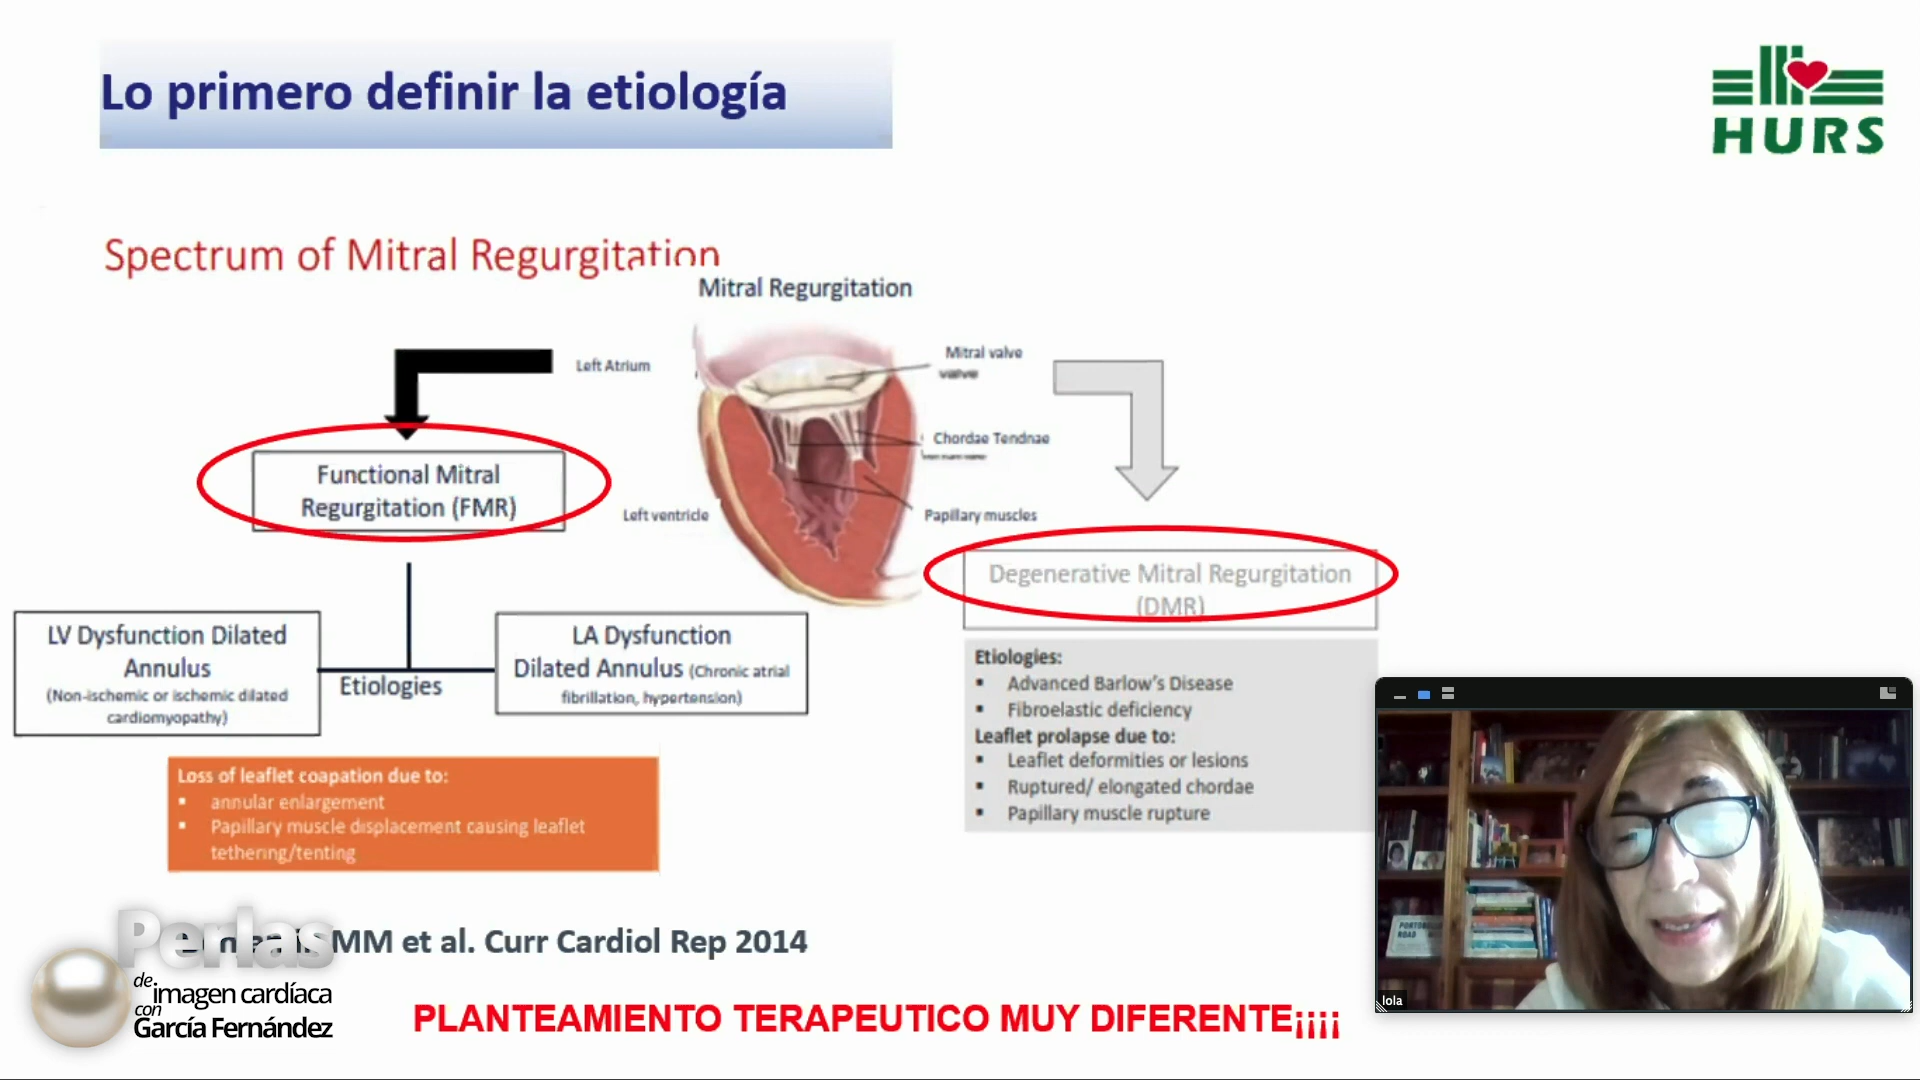 Lo primero definir la etiología
HURS
Spectrum of Mitral Regurgitation
Mitral Regurgitation
Left Atrium
Mitral valve
valve
Chordae Tendnae
Left ventricle
Papillary muscles
Functional Mitral
Regurgitation (FMR)
Degenerative Mitral Regurgitation
(DMR)
LV Dysfunction Dilated
Annulus
(Non-ischemic or ischemic dilated
cardiomyopathy)
Etiologies
LA Dysfunction
Dilated Annulus (Chronic atrial
fibrillation, hypertension)
Etiologies:
▪ Advanced Barlow's Disease
▪ Fibroelastic deficiency
Leaflet prolapse due to:
▪ Leaflet deformities or lesions
▪ Ruptured/ elongated chordae
▪ Papillary muscle rupture
Loss of leaflet coapation due to:
▪ annular enlargement
▪ Papillary muscle displacement causing leaflet
tethering/tenting
MM et al. Curr Cardiol Rep 2014
Perlas
de
imagen cardíaca
con
García Fernández
PLANTEAMIENTO TERAPEUTICO MUY DIFERENTE¡¡¡¡
PORTOBELLO
ROAD
lola